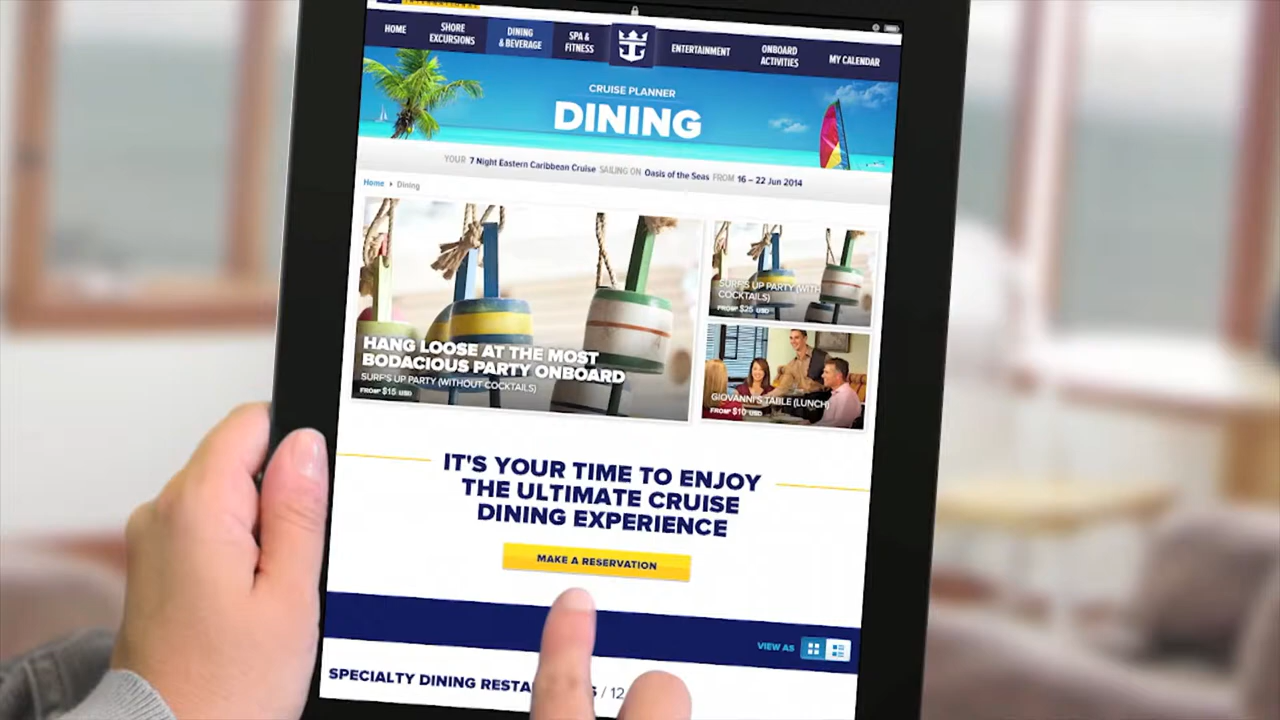 HOME
SHORE
EXCURSIONS
DINING
& BEVERAGE
SPA &
FITNESS
ENTERTAINMENT
ONBOARD
ACTIVITIES
MY CALENDAR
CRUISE PLANNER
DINING
YOUR 7 Night Eastern Caribbean Cruise SAILING ON Oasis of the Seas FROM 16 – 22 Jun 2014
Home › Dining
HANG LOOSE AT THE MOST
BODACIOUS PARTY ONBOARD
SURF'S UP PARTY (WITHOUT COCKTAILS)
FROM* $15 USD
SURF'S UP PARTY (WITH
COCKTAILS)
FROM* $25 USD
GIOVANNI'S TABLE (LUNCH)
FROM* $10 USD
IT'S YOUR TIME TO ENJOY
THE ULTIMATE CRUISE
DINING EXPERIENCE
MAKE A RESERVATION
VIEW AS
SPECIALTY DINING / 12